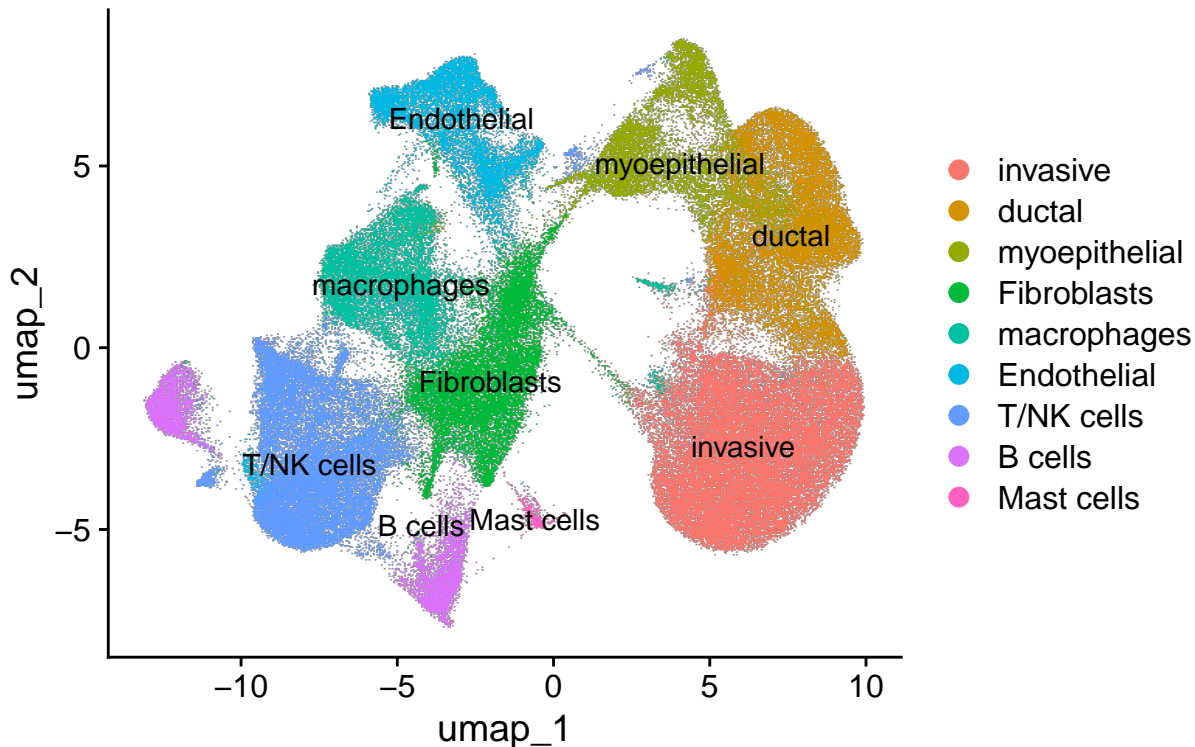 Endothelial
myoepithelial
ductal
macrophages
Fibroblasts
invasive
T/NK cells
B cells
Mast cells
umap_2
5
0
−5
−10
−5
0
5
10
umap_1
invasive
ductal
myoepithelial
Fibroblasts
macrophages
Endothelial
T/NK cells
B cells
Mast cells